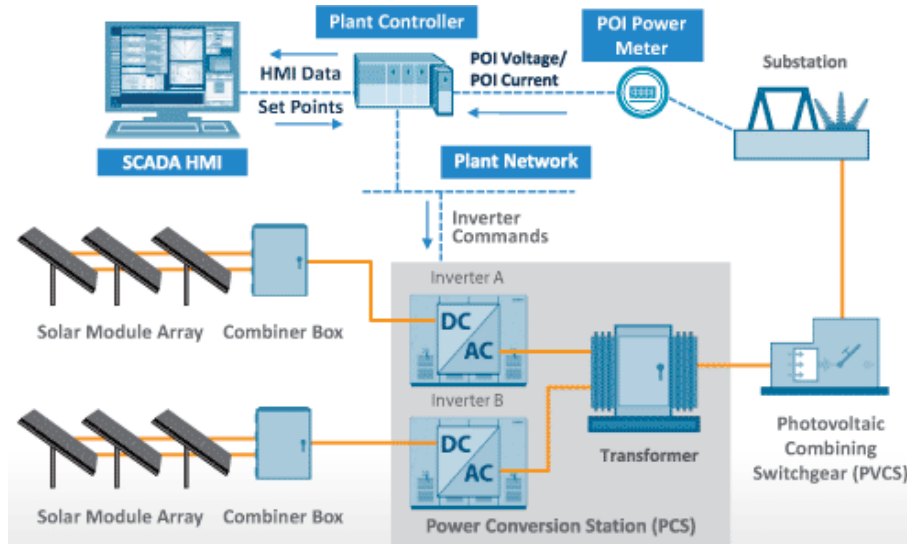 Plant Controller
POI Power
Meter
Substation
HMI Data
Set Points
POI Voltage/
POI Current
SCADA HMI
Plant Network
Inverter
Commands
Inverter A
DC
AC
Solar Module Array
Combiner Box
Inverter B
DC
AC
Transformer
Photovoltaic
Combining
Switchgear (PVCS)
Solar Module Array
Combiner Box
Power Conversion Station (PCS)